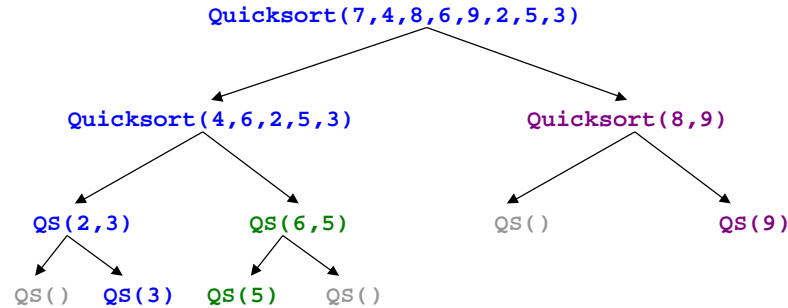 Quicksort(7,4,8,6,9,2,5,3)
Quicksort(4,6,2,5,3) Quicksort(8,9)
QS(2,3) QS(6,5) QS() QS(9)
QS() QS(3) QS(5) QS()